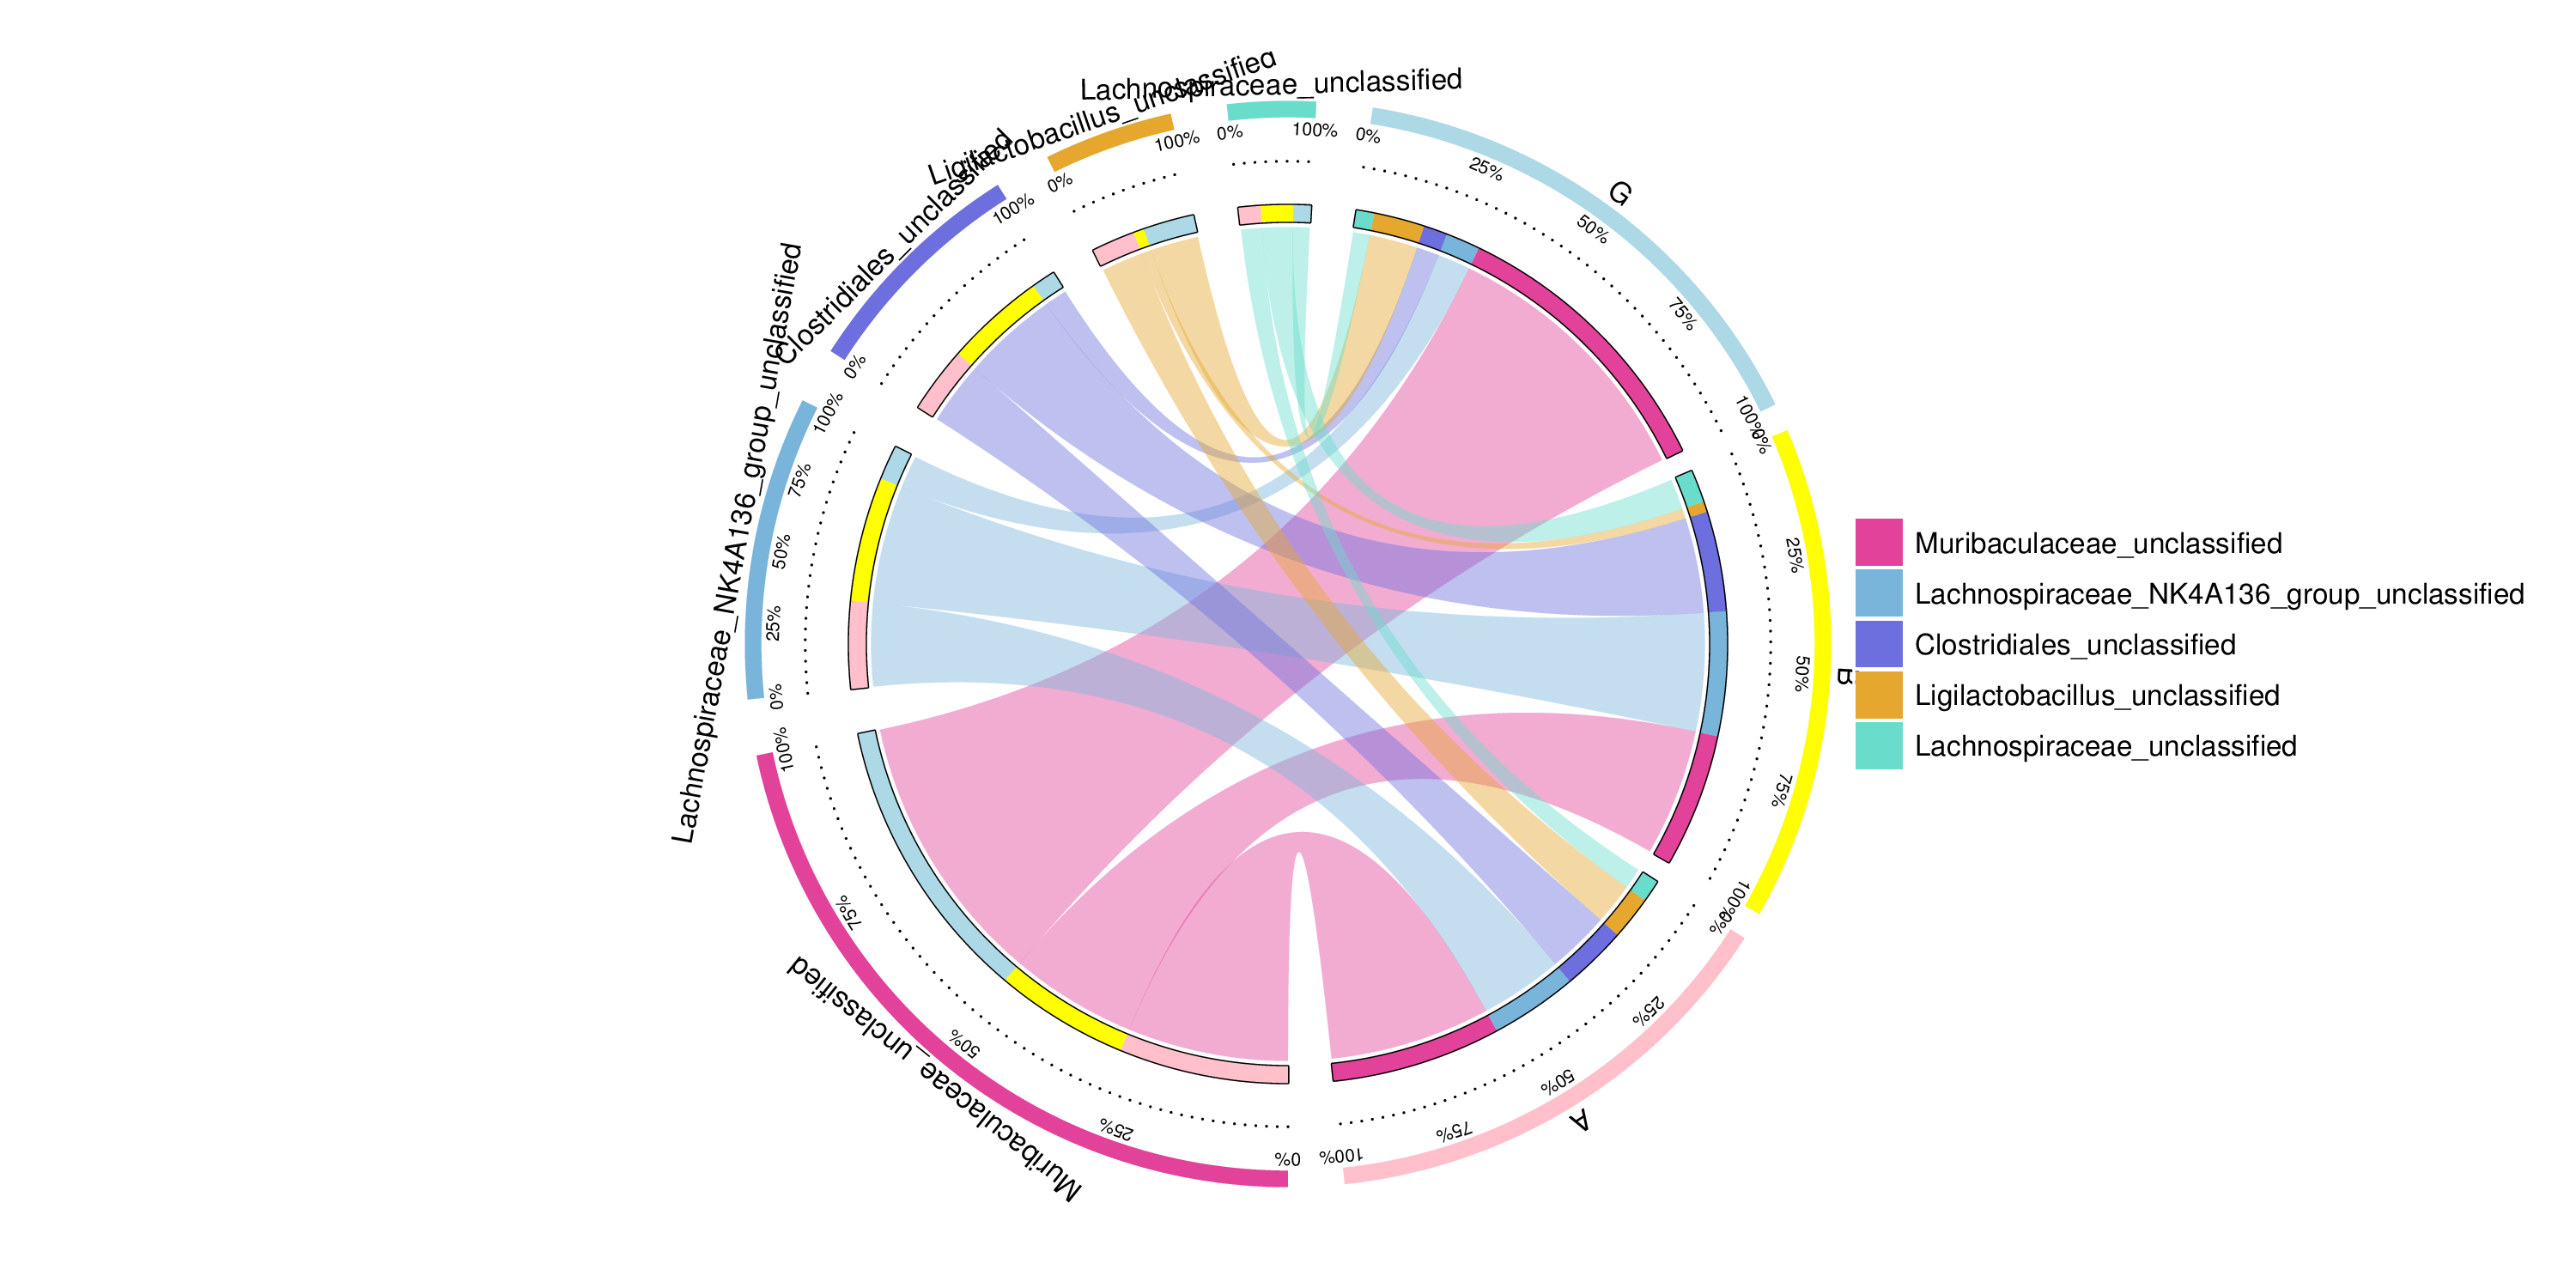 Lachnospiraceae_unclassified
0%
100%
Ligilactobacillus_unclassified
0%
100%
Clostridiales_unclassified
0%
100%
Lachnospiraceae_NK4A136_group_unclassified
0%
25%
50%
75%
100%
Muribaculaceae_unclassified
0%
25%
50%
75%
100%
G
0%
25%
50%
75%
100%
0%
25%
50%
75%
100%
A
0%
25%
50%
75%
100%
Muribaculaceae_unclassified
Lachnospiraceae_NK4A136_group_unclassified
Clostridiales_unclassified
Ligilactobacillus_unclassified
Lachnospiraceae_unclassified